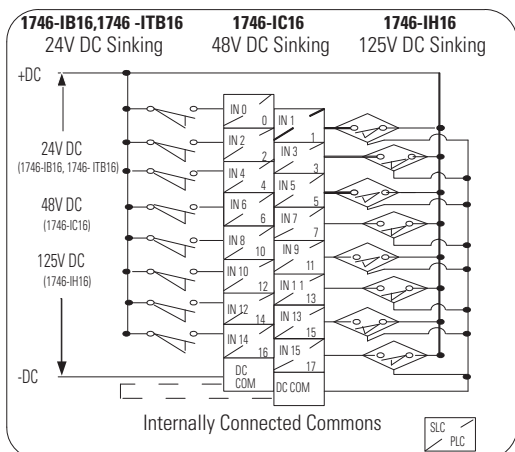 1746-IB16,1746 -ITB16 1746-IC16 1746-IH16
24V DC Sinking 48V DC Sinking 125V DC Sinking
+DC
IN 0 0
IN 1 1
IN 2 2
24V DC
IN 3 3
(1746-IB16, 1746- ITB16)
IN 4 4
IN 5 5
48V DC
IN 6 6
(1746-IC16)
IN 7 7
IN 8 10
IN 9 11
125V DC
IN 10 12
(1746-IH16)
IN 1 1 13
IN 12 14
IN 13 15
IN 14 16
IN 15 17
-DC
DC
COM
DC COM
Internally Connected Commons
SLC
PLC